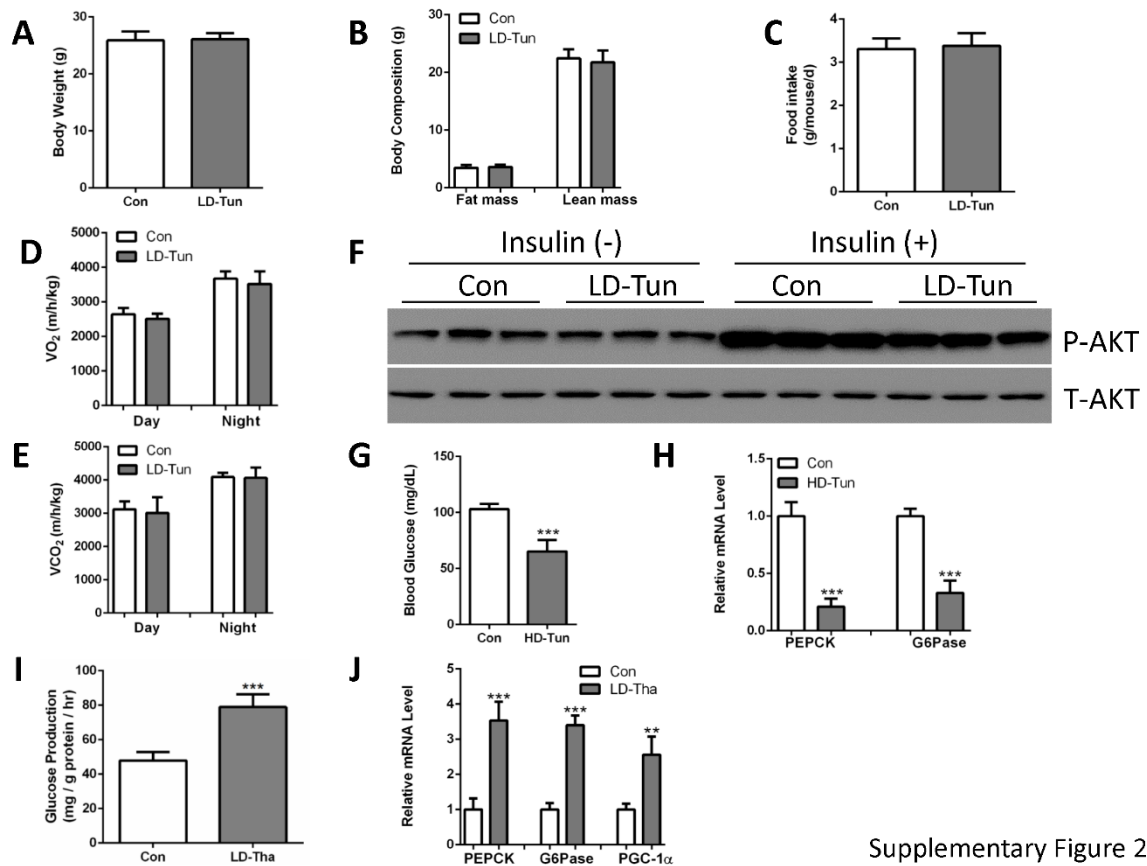 A
Body Weight (g)
30
20
10
0
Con
LD-Tun
B
Body Composition (g)
30
20
10
0
Con
LD-Tun
Fat mass
Lean mass
C
Food intake
(g/mouse/d)
4
3
2
1
0
Con
LD-Tun
D
VO2 (m/h/kg)
5000
4000
3000
2000
1000
0
Con
LD-Tun
Day
Night
F
Insulin (-)
Insulin (+)
Con
LD-Tun
Con
LD-Tun
P-AKT
T-AKT
E
VCO2 (m/h/kg)
5000
4000
3000
2000
1000
0
Con
LD-Tun
Day
Night
G
Blood Glucose (mg/dL)
150
100
50
0
***
Con
HD-Tun
H
Relative mRNA Level
1.5
1.0
0.5
0.0
Con
HD-Tun
***
***
PEPCK
G6Pase
I
Glucose Production
(mg / g protein / hr)
100
80
60
40
20
0
***
Con
LD-Tha
J
Relative mRNA Level
5
4
3
2
1
0
Con
LD-Tha
***
***
**
PEPCK
G6Pase
PGC-1α
Supplementary Figure 2